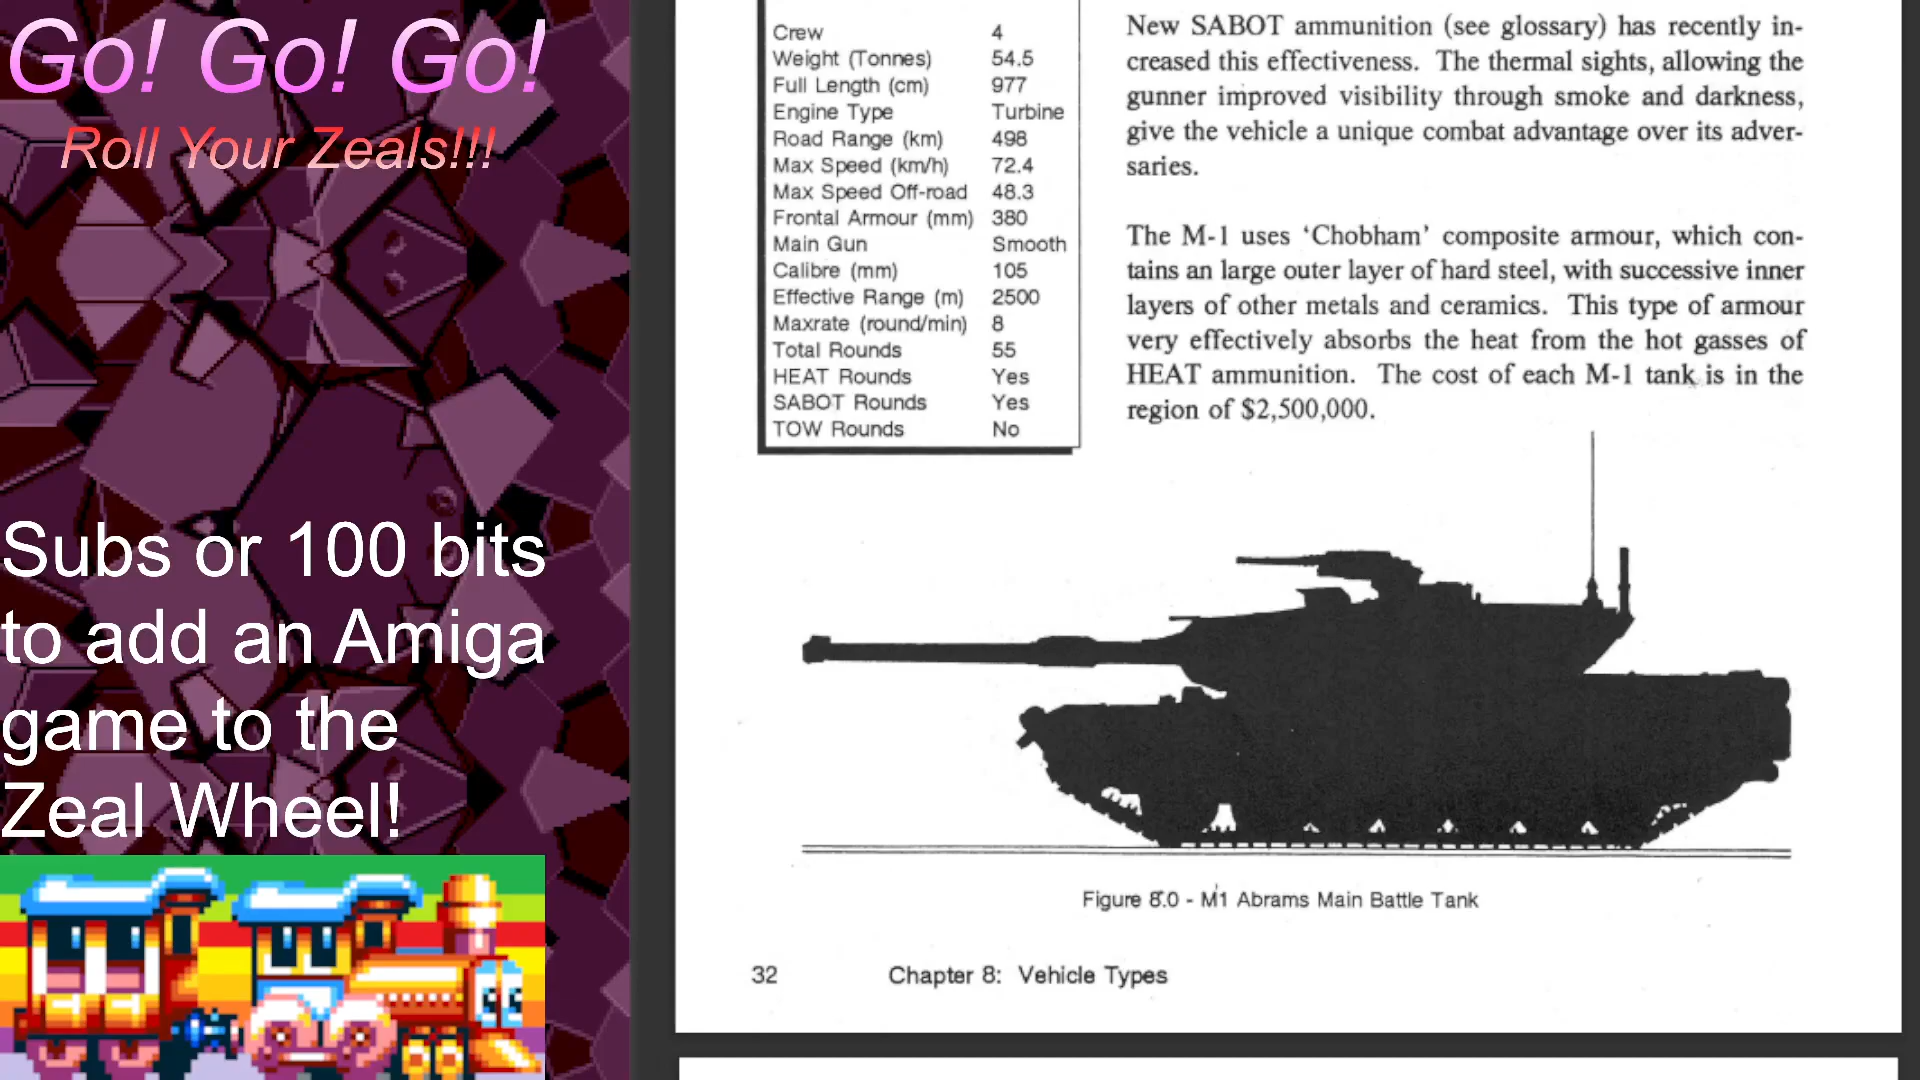 Go! Go! Go!
Roll Your Zeals!!!
Subs or 100 bits
to add an Amiga
game to the
Zeal Wheel!
Crew 4
Weight (Tonnes) 54.5
Full Length (cm) 977
Engine Type Turbine
Road Range (km) 498
Max Speed (km/h) 72.4
Max Speed Off-road 48.3
Frontal Armour (mm) 380
Main Gun Smooth
Calibre (mm) 105
Effective Range (m) 2500
Maxrate (round/min) 8
Total Rounds 55
HEAT Rounds Yes
SABOT Rounds Yes
TOW Rounds No
New SABOT ammunition (see glossary) has recently in-
creased this effectiveness. The thermal sights, allowing the
gunner improved visibility through smoke and darkness,
give the vehicle a unique combat advantage over its adver-
saries.
The M-1 uses ‘Chobham’ composite armour, which con-
tains an large outer layer of hard steel, with successive inner
layers of other metals and ceramics. This type of armour
very effectively absorbs the heat from the hot gasses of
HEAT ammunition. The cost of each M-1 tank is in the
region of $2,500,000.
Figure 8.0 - M1 Abrams Main Battle Tank
32 Chapter 8: Vehicle Types